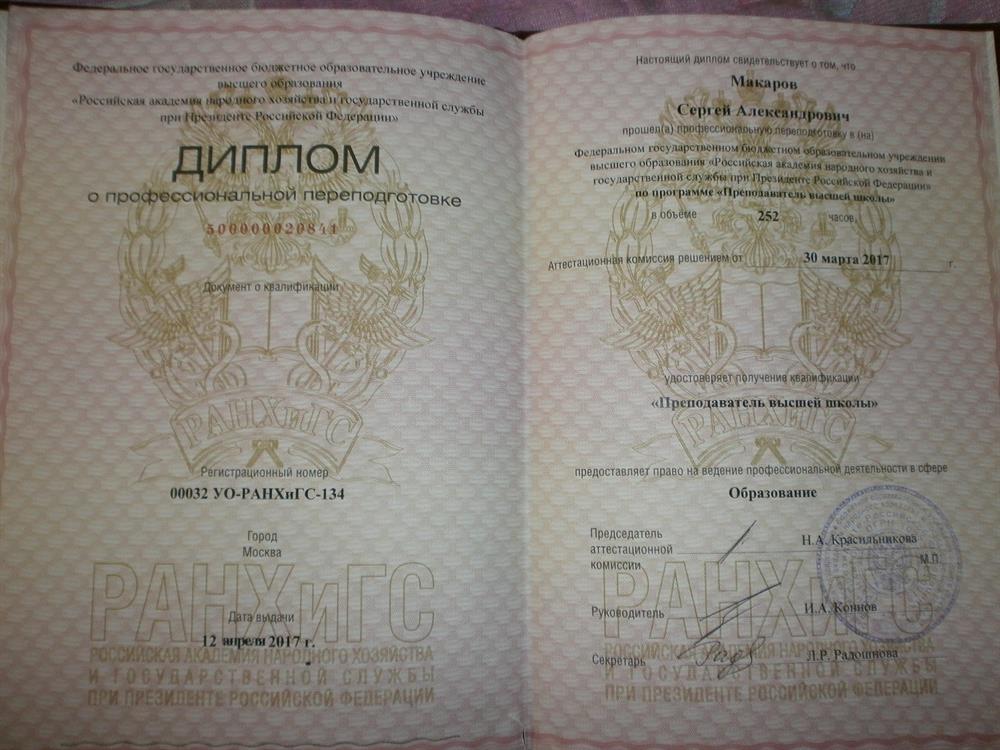 Федеральное государственное бюджетное образовательное учреждение
высшего образования
«Российская академия народного хозяйства и государственной службы
при Президенте Российской Федерации»
ДИПЛОМ
о профессиональной переподготовке
500000020841
Документ о квалификации
РАНХиГС
Регистрационный номер
00032 УО-РАНХиГС-134
Город
Москва
РАНХиГС
Дата выдачи
12 апреля 2017 г.
РОССИЙСКАЯ АКАДЕМИЯ НАРОДНОГО ХОЗЯЙСТВА
И ГОСУДАРСТВЕННОЙ СЛУЖБЫ
ПРИ ПРЕЗИДЕНТЕ РОССИЙСКОЙ ФЕДЕРАЦИИ
Настоящий диплом свидетельствует о том, что
Макаров
Сергей Александрович
прошел(а) профессиональную переподготовку в (на)
Федеральном государственном бюджетном образовательном учреждении
высшего образования «Российская академия народного хозяйства и
государственной службы при Президенте Российской Федерации»
по программе «Преподаватель высшей школы»
в объёме 252 часов,
Аттестационная комиссия решением от 30 марта 2017 г.
удостоверяет получение квалификации
«Преподаватель высшей школы»
РАНХиГС
предоставляет право на ведение профессиональной деятельности в сфере
Образование
Председатель
аттестационной Н.А. Красильникова
комиссии
М.П.
РАНХиГС
Руководитель И.А. Коннов
Секретарь Л.Р. Радошнова
РОССИЙСКАЯ АКАДЕМИЯ НАРОДНОГО ХОЗЯЙСТВА
И ГОСУДАРСТВЕННОЙ СЛУЖБЫ
ПРИ ПРЕЗИДЕНТЕ РОССИЙСКОЙ ФЕДЕРАЦИИ